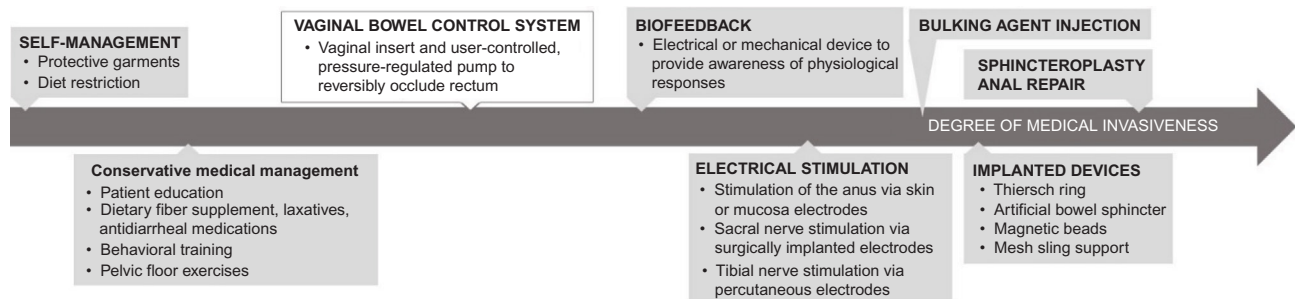 SELF-MANAGEMENT
• Protective garments
• Diet restriction
VAGINAL BOWEL CONTROL SYSTEM
• Vaginal insert and user-controlled,
pressure-regulated pump to
reversibly occlude rectum
BIOFEEDBACK
• Electrical or mechanical device to
provide awareness of physiological
responses
BULKING AGENT INJECTION
SPHINCTEROPLASTY
ANAL REPAIR
DEGREE OF MEDICAL INVASIVENESS
Conservative medical management
• Patient education
• Dietary fiber supplement, laxatives,
antidiarrheal medications
• Behavioral training
• Pelvic floor exercises
ELECTRICAL STIMULATION
• Stimulation of the anus via skin
or mucosa electrodes
• Sacral nerve stimulation via
surgically implanted electrodes
• Tibial nerve stimulation via
percutaneous electrodes
IMPLANTED DEVICES
• Thiersch ring
• Artificial bowel sphincter
• Magnetic beads
• Mesh sling support